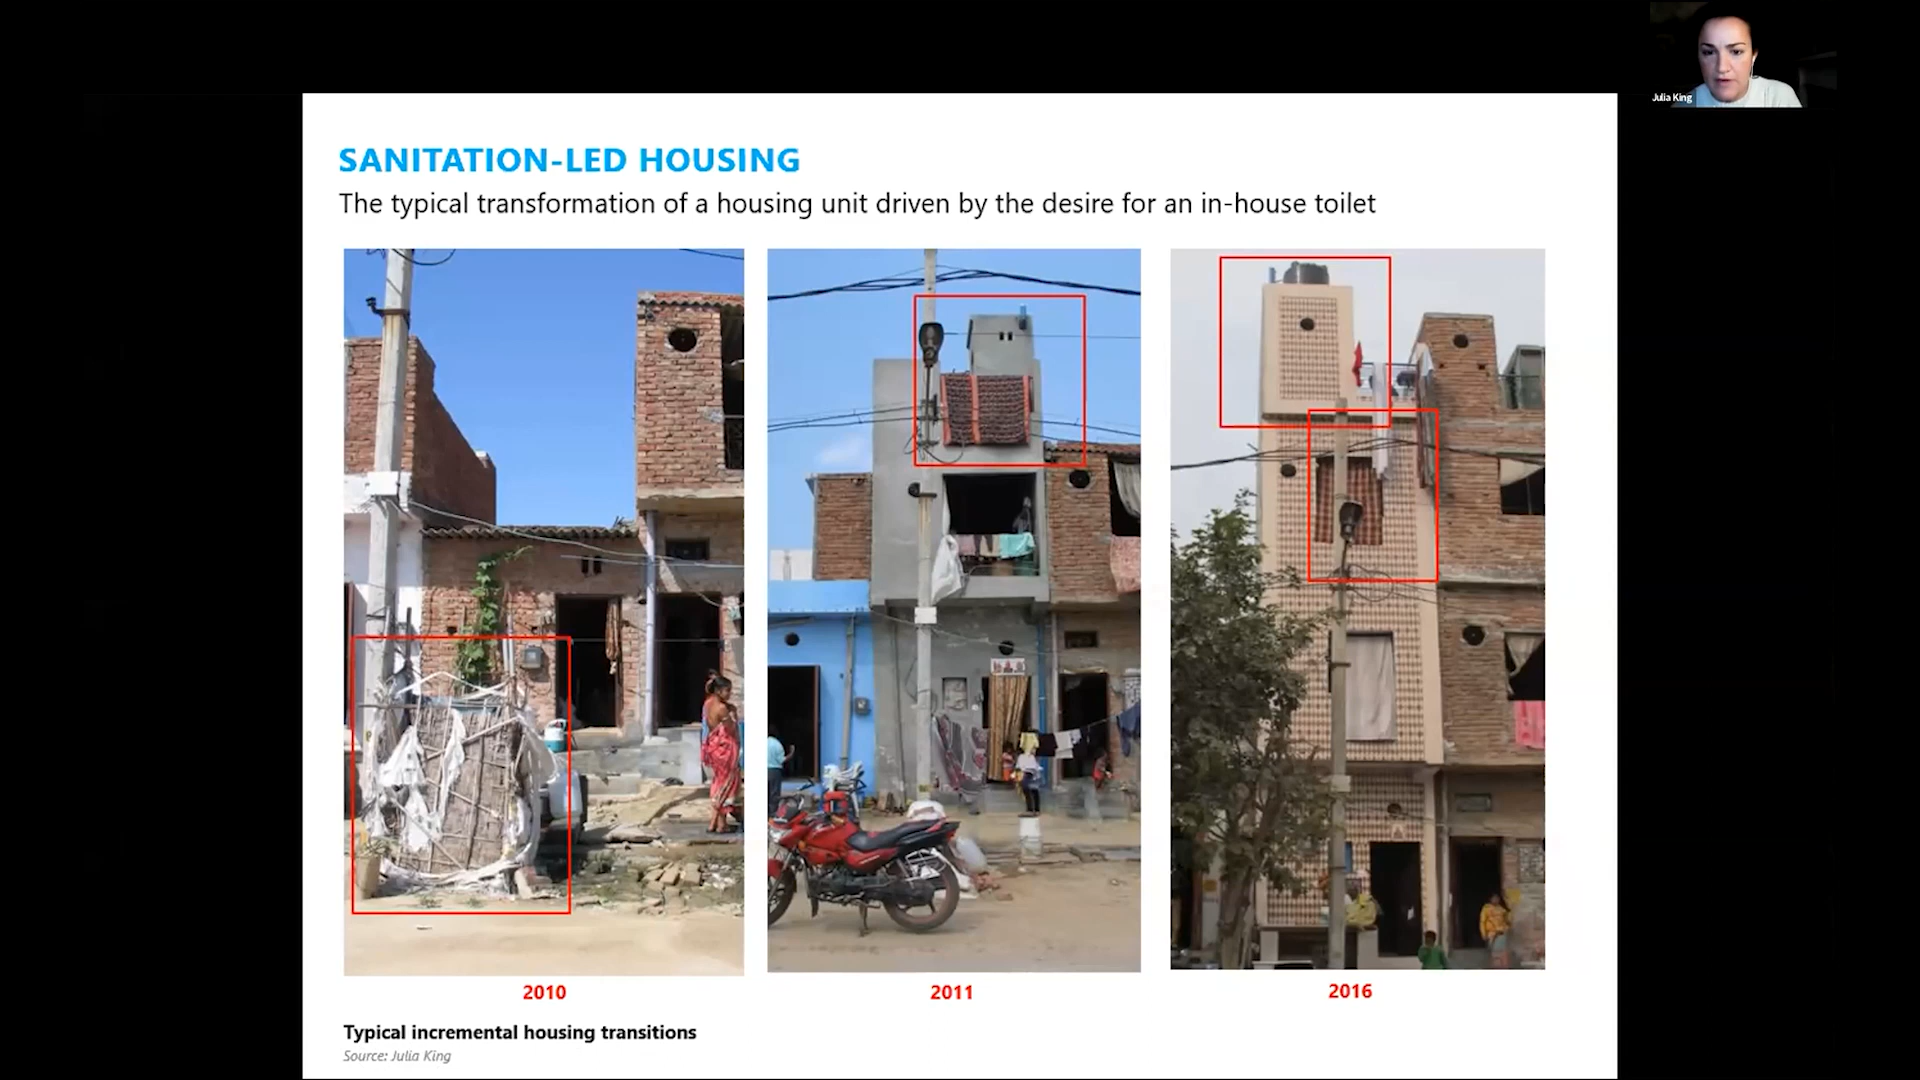 Julia King
SANITATION-LED HOUSING
The typical transformation of a housing unit driven by the desire for an in-house toilet
2010
2011
2016
Typical incremental housing transitions
Source: Julia King